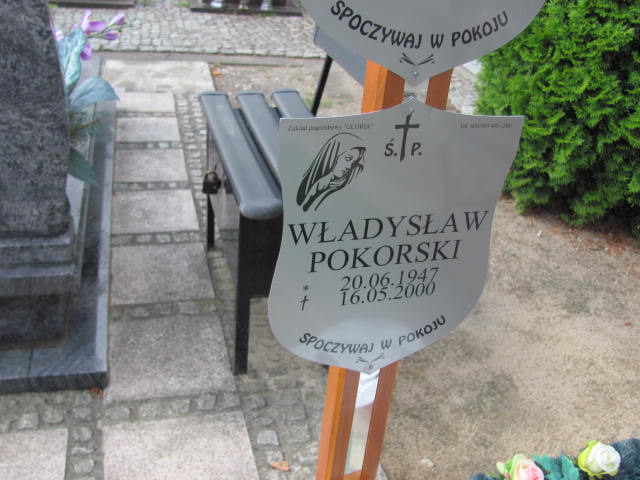 SPOCZYWAJ W POKOJU
Zakład pogrzebowy "GLORIA"
Ś. P.
WŁADYSŁAW
POKORSKI
* 20.06.1947
† 16.05.2000
SPOCZYWAJ W POKOJU